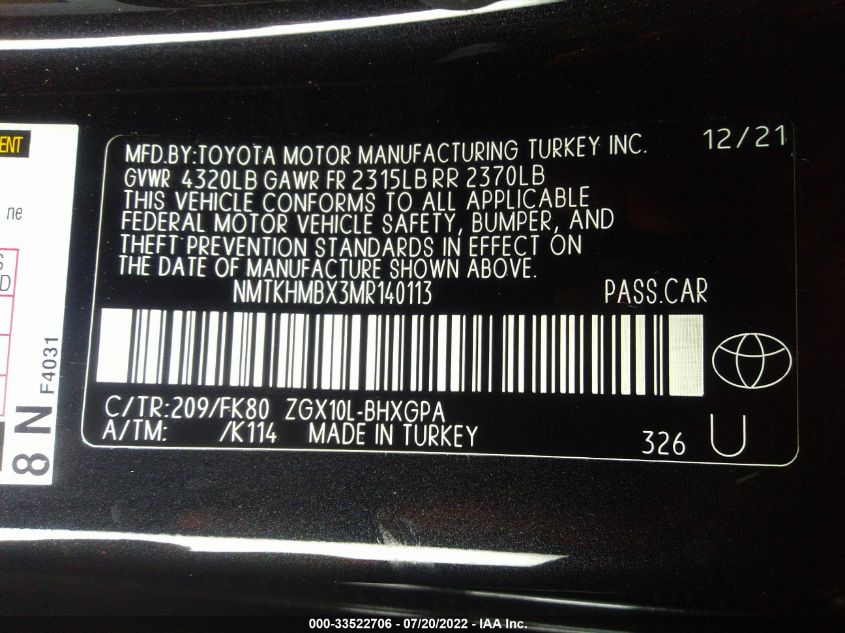 MFD.BY:TOYOTA MOTOR MANUFACTURING TURKEY INC. 12/21
GVWR 4320LB GAWR FR 2315LB RR 2370LB
THIS VEHICLE CONFORMS TO ALL APPLICABLE
FEDERAL MOTOR VEHICLE SAFETY, BUMPER, AND
THEFT PREVENTION STANDARDS IN EFFECT ON
THE DATE OF MANUFACTURE SHOWN ABOVE.
NMTKHMBX3MR140113 PASS.CAR
C/TR:209/FK80 ZGX10L-BHXGPA
A/TM: /K114 MADE IN TURKEY
326 U
ENT
ne
S
D
8 N
F4031
000-33522706 - 07/20/2022 - IAA Inc.